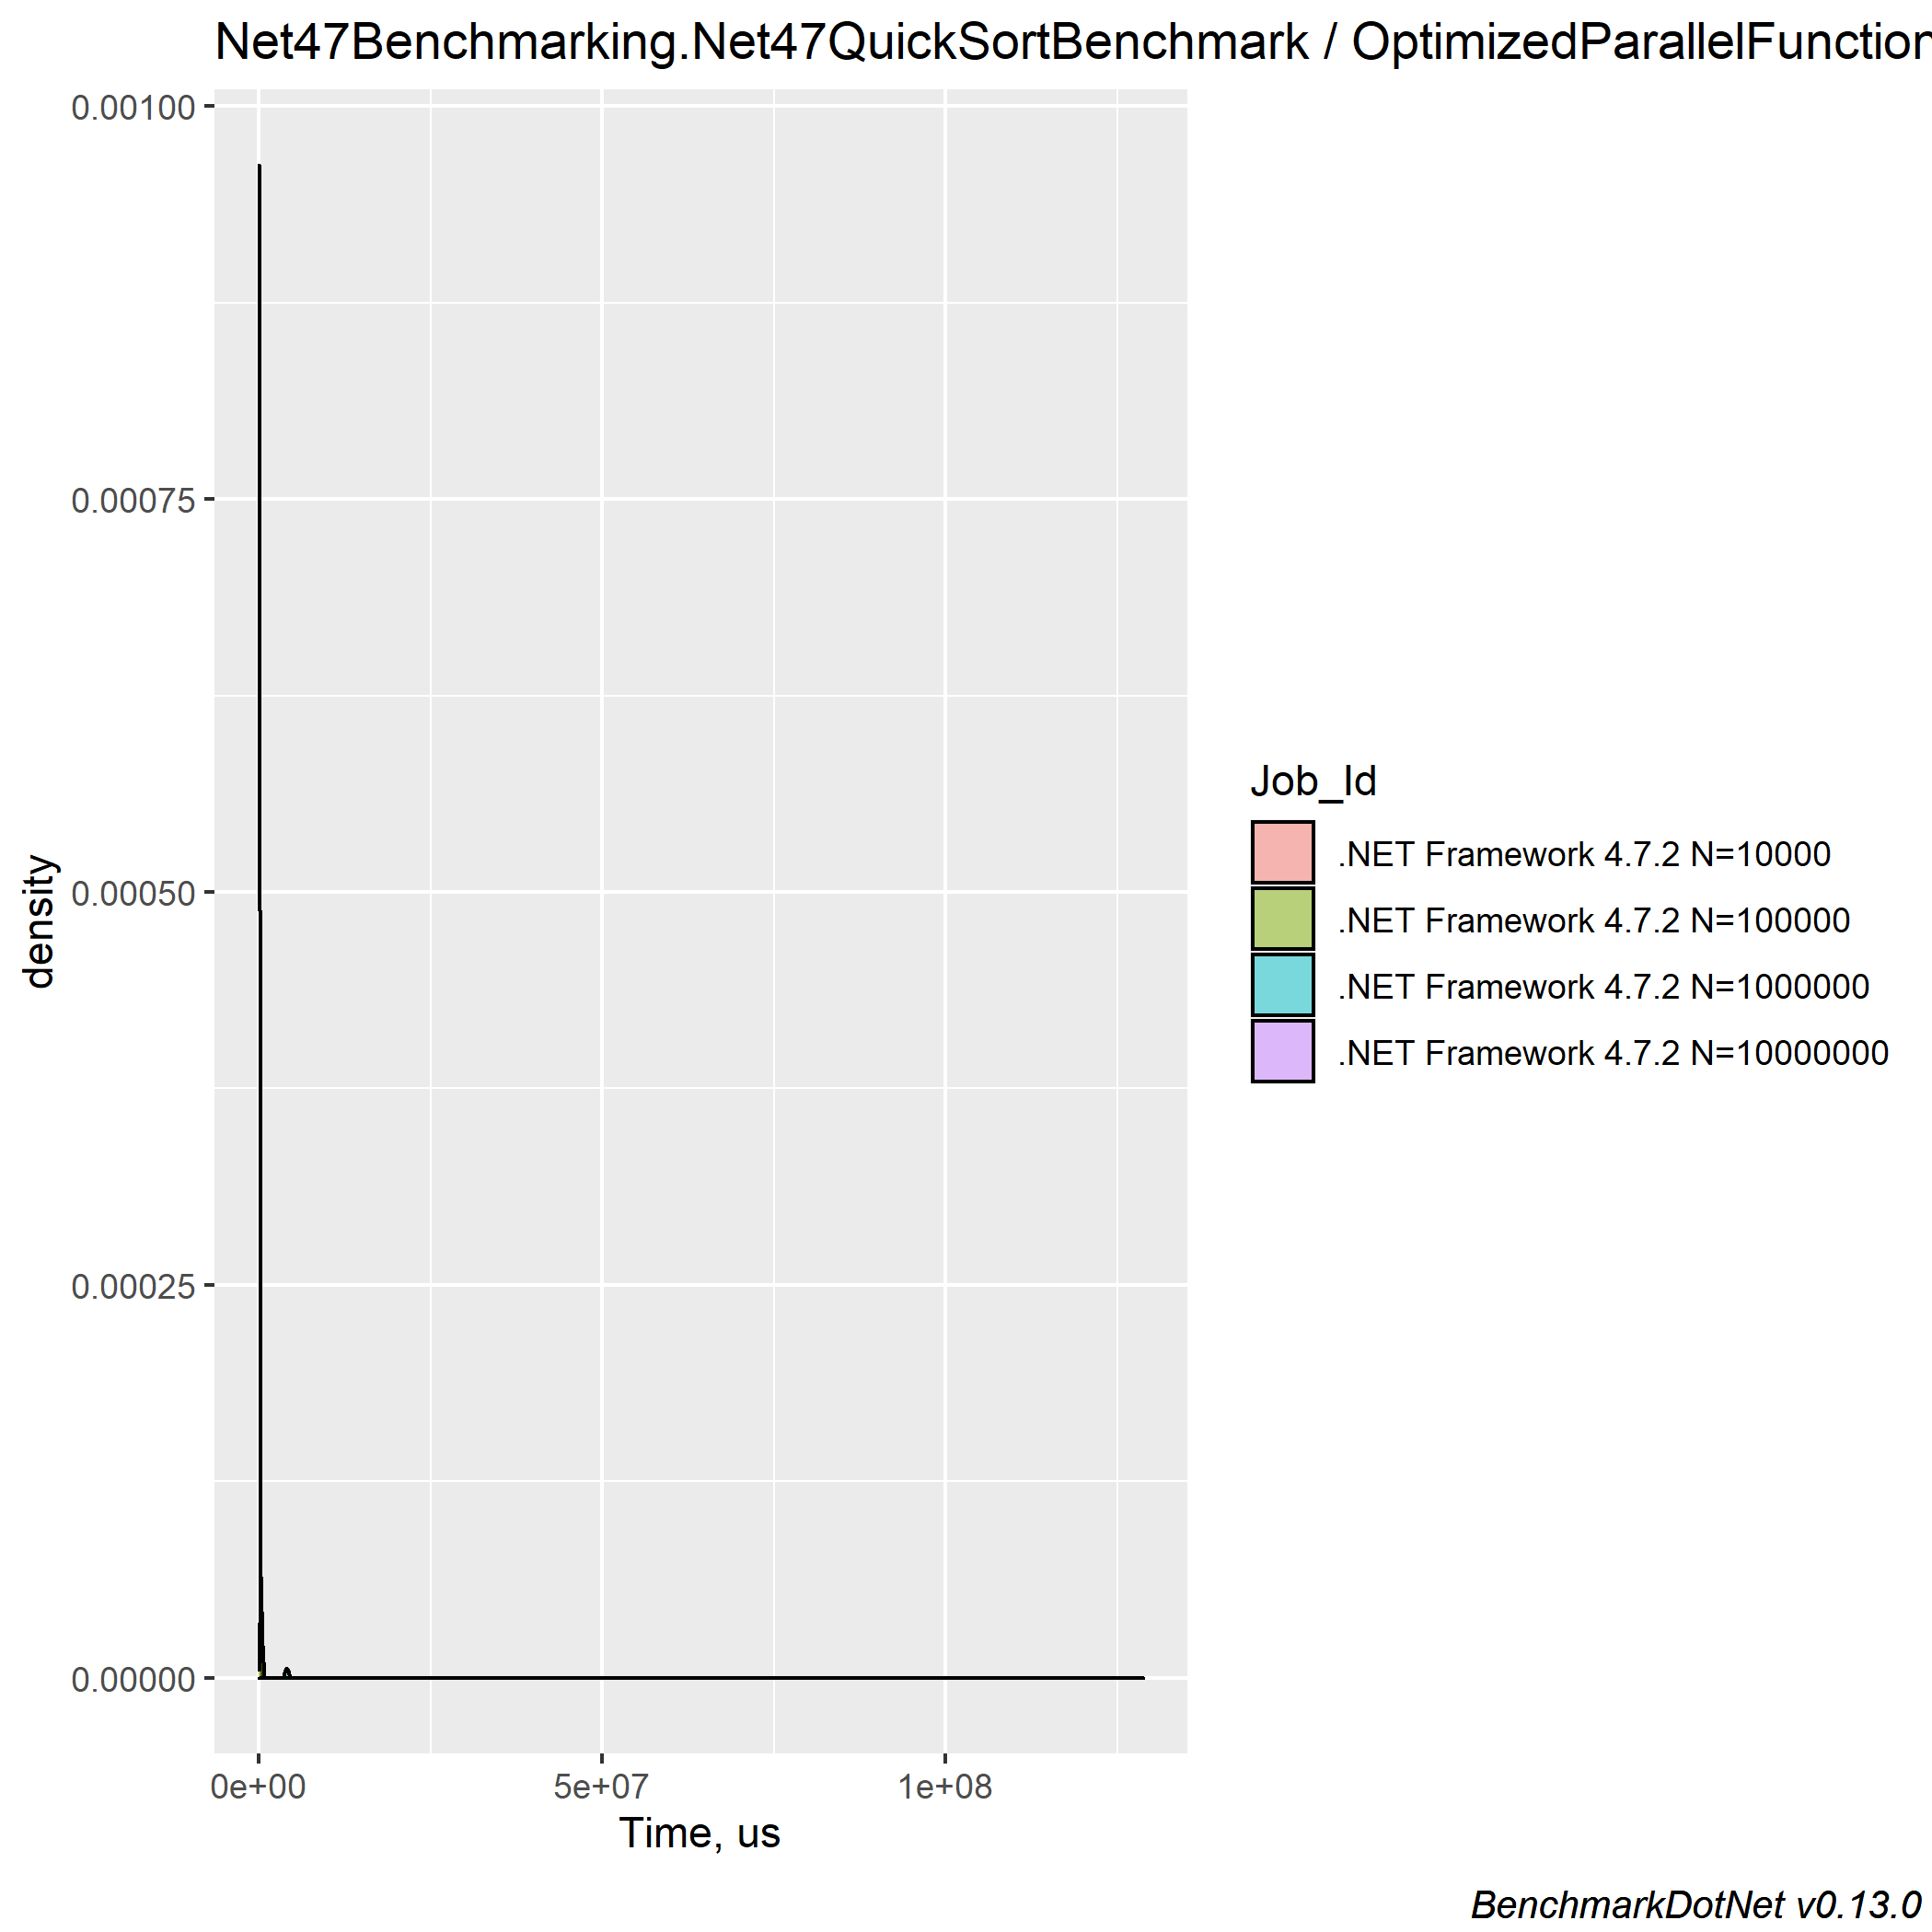 Net47Benchmarking.Net47QuickSortBenchmark / OptimizedParallelFunction
0.00100
0.00075
0.00050
0.00025
0.00000
density
0e+00
5e+07
1e+08
Time, us
Job_Id
.NET Framework 4.7.2 N=10000
.NET Framework 4.7.2 N=100000
.NET Framework 4.7.2 N=1000000
.NET Framework 4.7.2 N=10000000
BenchmarkDotNet v0.13.0